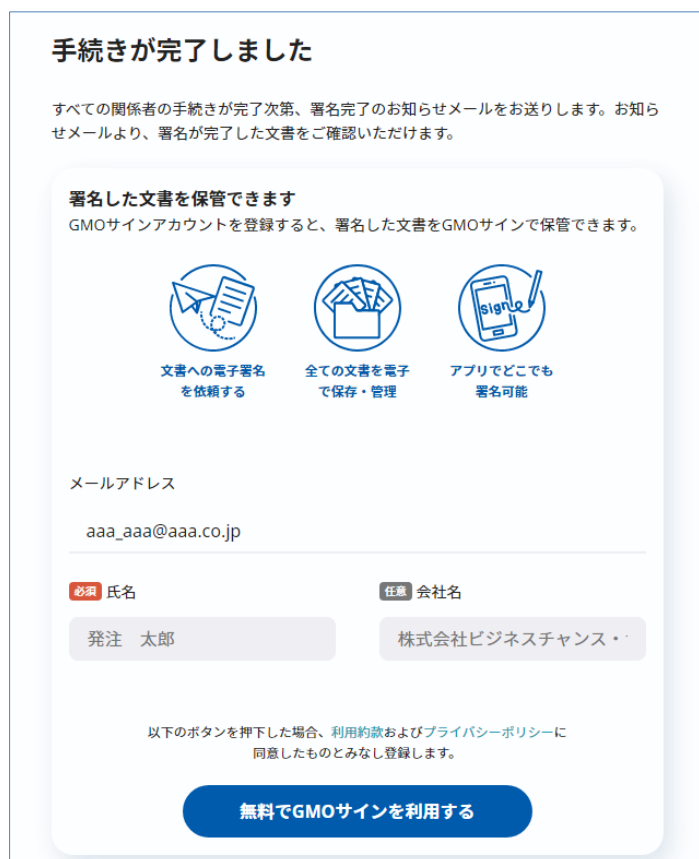 手続きが完了しました
すべての関係者の手続きが完了次第、署名完了のお知らせメールをお送りします。お知ら
せメールより、署名が完了した文書をご確認いただけます。
署名した文書を保管できます
GMOサインアカウントを登録すると、署名した文書をGMOサインで保管できます。
Sign
文書への電子署名
を依頼する
全ての文書を電子
で保存・管理
アプリでどこでも
署名可能
メールアドレス
aaa_aaa@aaa.co.jp
必須 氏名
任意 会社名
発注　太郎
株式会社ビジネスチャンス・
以下のボタンを押下した場合、利用約款およびプライバシーポリシーに
同意したものとみなし登録します。
無料でGMOサインを利用する